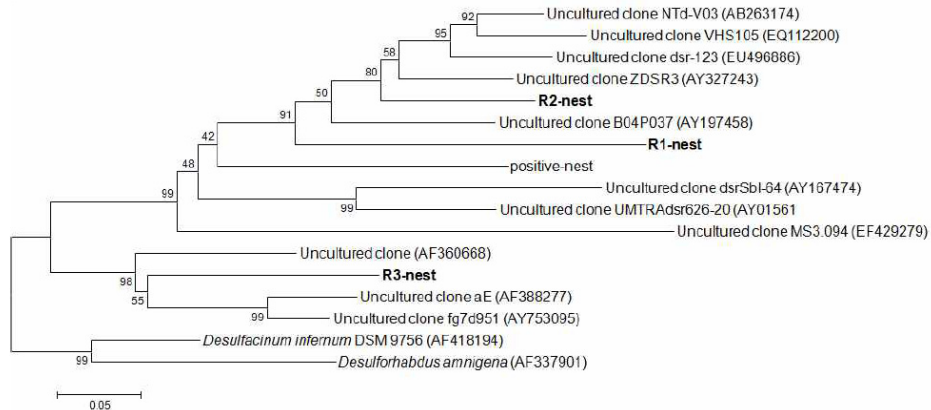 Uncultured clone NTd-V03 (AB263174)
92
Uncultured clone VHS105 (EQ112200)
95
Uncultured clone dsr-123 (EU496886)
58
Uncultured clone ZDSR3 (AY327243)
80
R2-nest
50
Uncultured clone B04P037 (AY197458)
91
R1-nest
42
positive-nest
48
Uncultured clone dsrSbl-64 (AY167474)
99
99
Uncultured clone UMTRAdsr626-20 (AY01561
Uncultured clone MS3.094 (EF429279)
Uncultured clone (AF360668)
98
R3-nest
55
Uncultured clone aE (AF388277)
99
Uncultured clone fg7d951 (AY753095)
Desulfacinum infernum DSM 9756 (AF418194)
99
Desulforhabdus amnigena (AF337901)
0.05